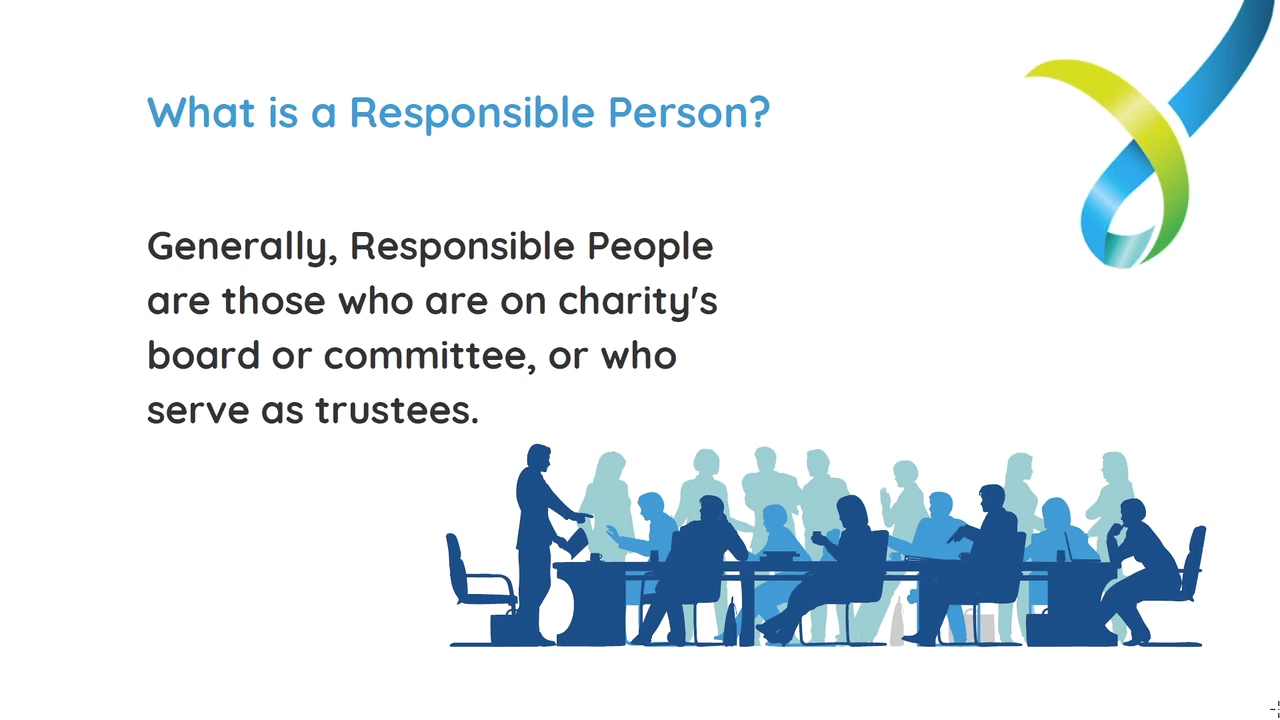 What is a Responsible Person?
Generally, Responsible People
are those who are on charity's
board or committee, or who
serve as trustees.